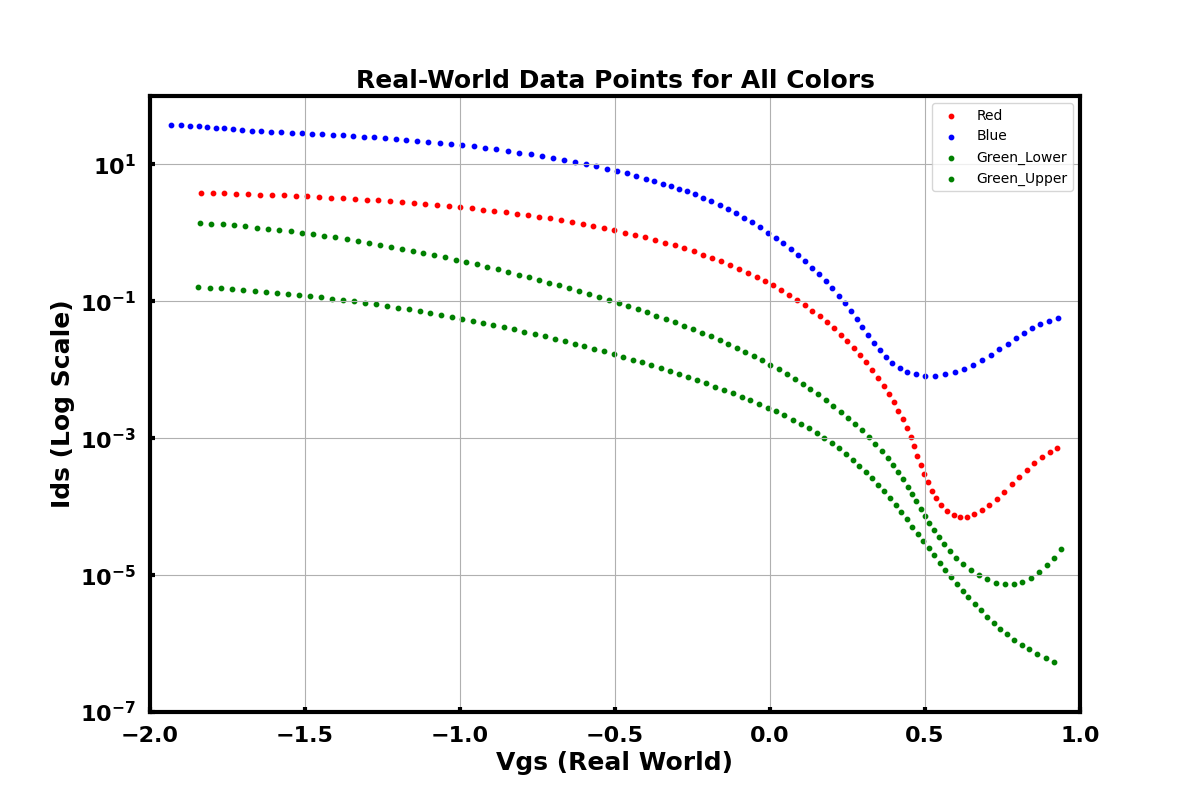 Real-World Data Points for All Colors
Red
Blue
Green_Lower
Green_Upper
10¹
10⁻¹
10⁻³
10⁻⁵
10⁻⁷
Ids (Log Scale)
−2.0 −1.5 −1.0 −0.5 0.0 0.5 1.0
Vgs (Real World)